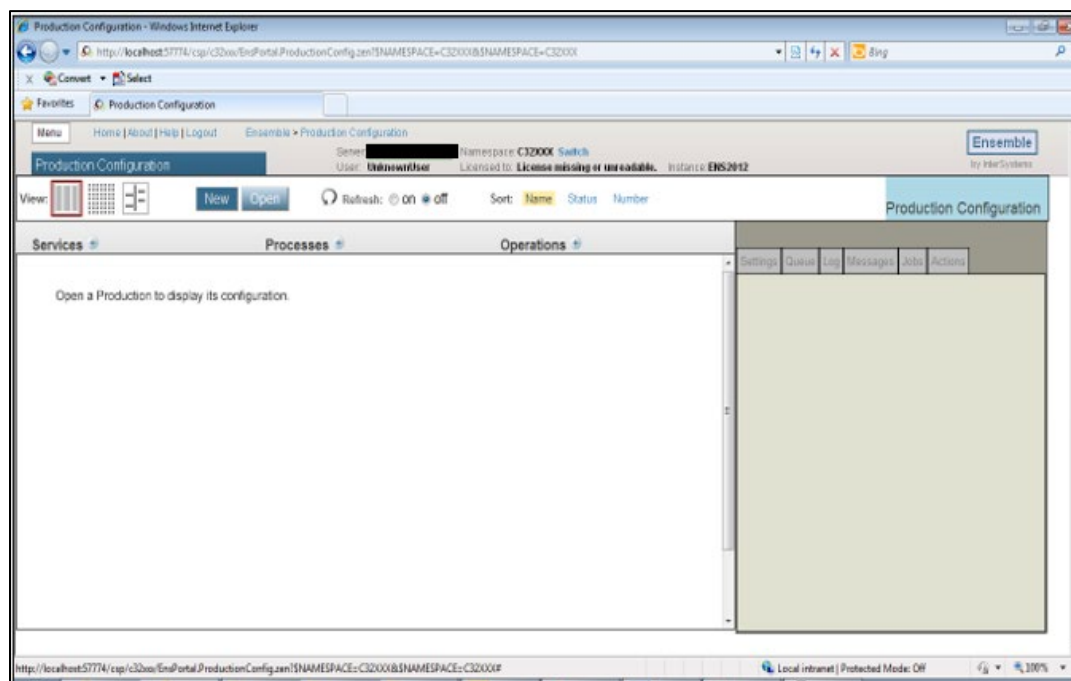 Production Configuration - Windows Internet Explorer
http://localhost:57774/csp/c32xxx/EnsPortal.ProductionConfig.zen?$NAMESPACE=C32XXX&$NAMESPACE=C32XXX
Bing
x Convert Select
Favorites Production Configuration
Menu Home | About | Help | Logout Ensemble > Production Configuration
Server Namespace: C32XXX Switch
Ensemble
Production Configuration
User: UnknownUser Licensed to: License missing or unreadable. Instance: ENS2012
by InterSystems
View: New Open Refresh: on off Sort: Name Status Number
Production Configuration
Services Processes Operations
Settings Queue Log Messages Jobs Actions
Open a Production to display its configuration.
http://localhost:57774/csp/c32xxx/EnsPortal.ProductionConfig.zen?$NAMESPACE=C32XXX&$NAMESPACE=C32XXX#
Local intranet | Protected Mode: Off 100%